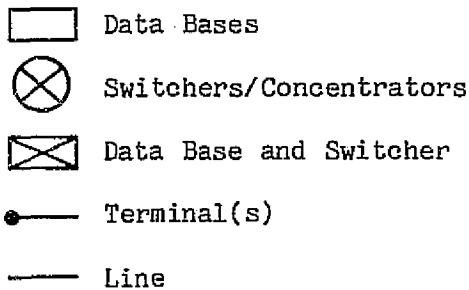 Data Bases
Switchers/Concentrators
Data Base and Switcher
Terminal(s)
Line